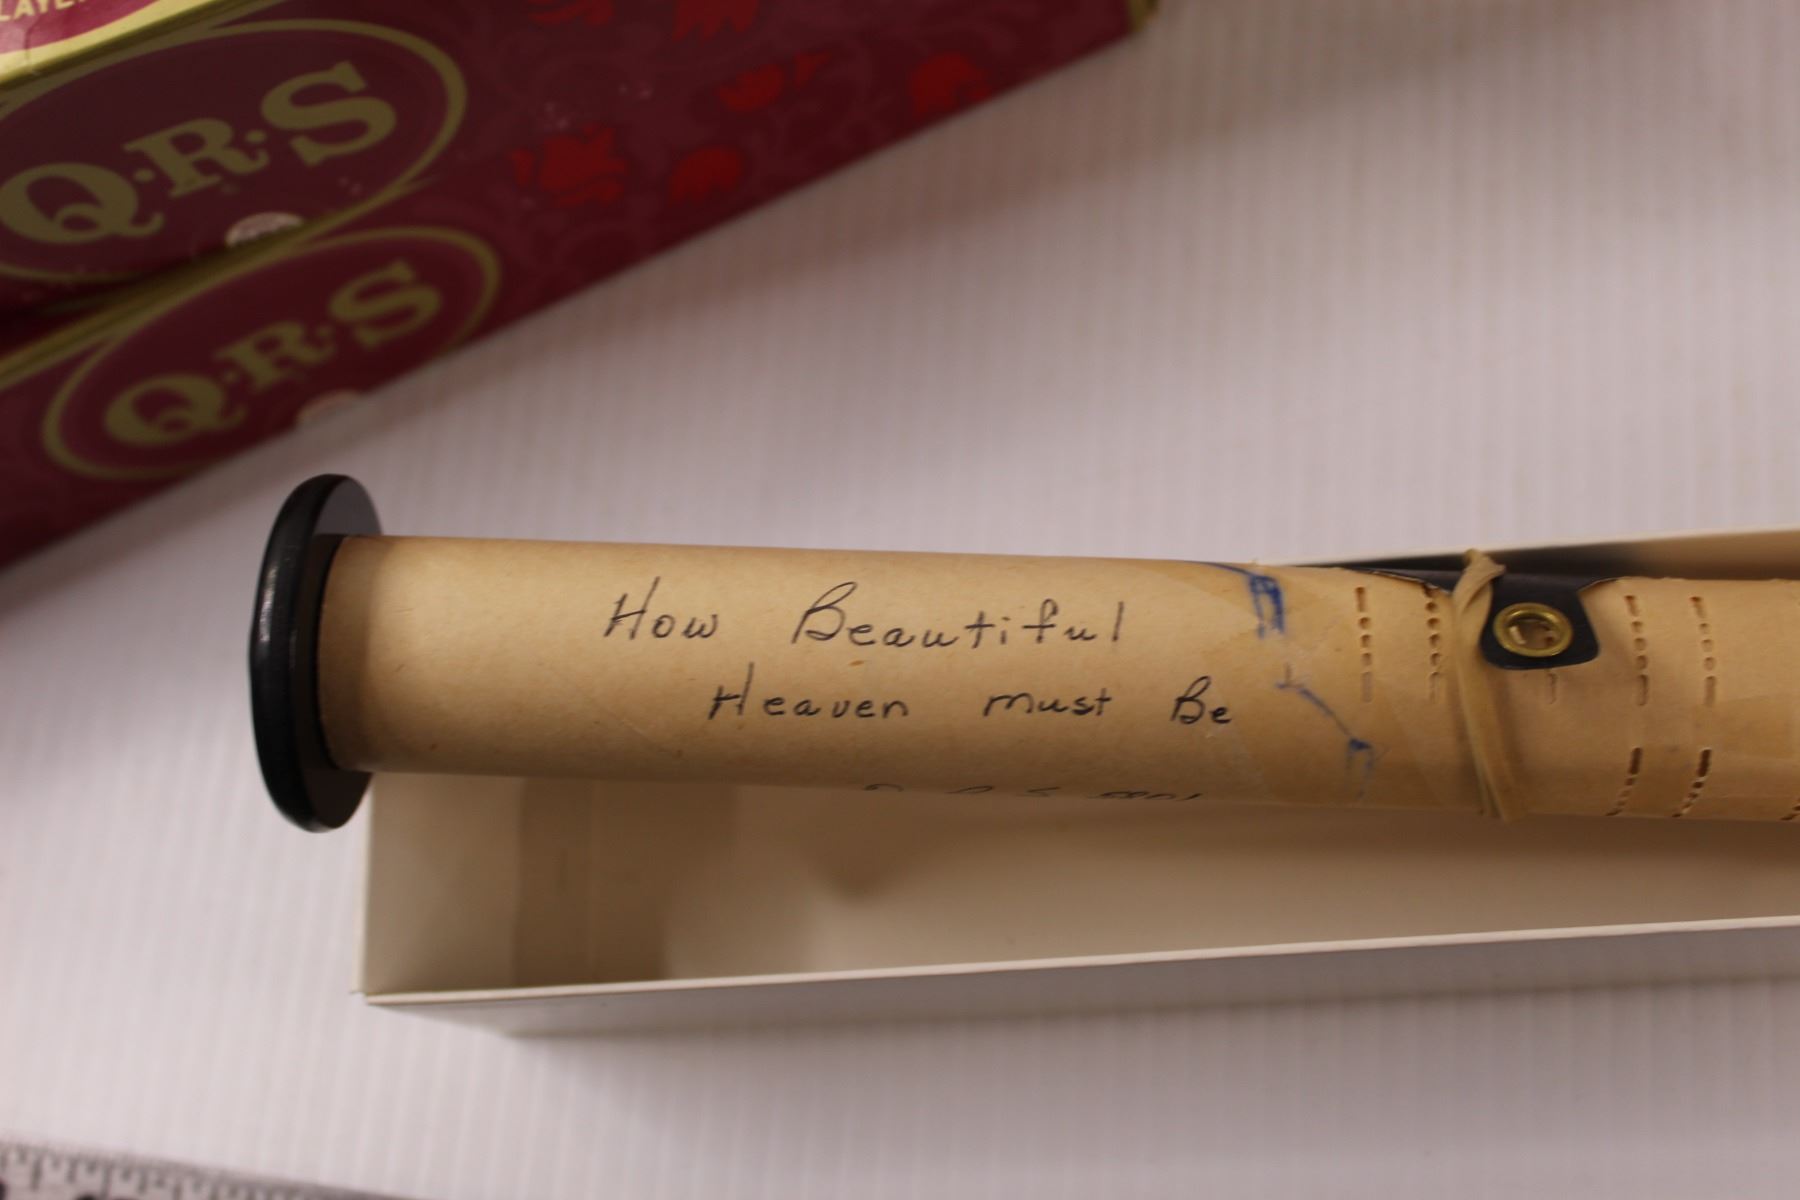 Q·R·S
Q·R·S
How Beautiful
Heaven must Be